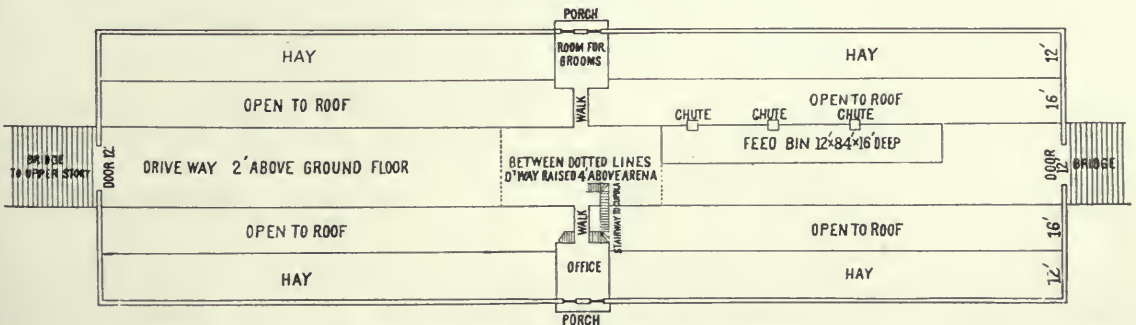 PORCH
ROOM FOR
BROOMS
HAY
HAY
12'
OPEN TO ROOF
WALK
OPEN TO ROOF
16'
CHUTE
CHUTE
CHUTE
FEED BIN 12'X84'X16' DEEP
BRIDGE
TO UPPER STORY
DOOR 12'
DRIVE WAY 2' ABOVE GROUND FLOOR
BETWEEN DOTTED LINES
D'WAY RAISED 4' ABOVE ARENA
DOOR
12'
BRIDGE
WALK
STAIRWAY TO CUPOLA
OPEN TO ROOF
OPEN TO ROOF
16'
HAY
OFFICE
HAY
12'
PORCH